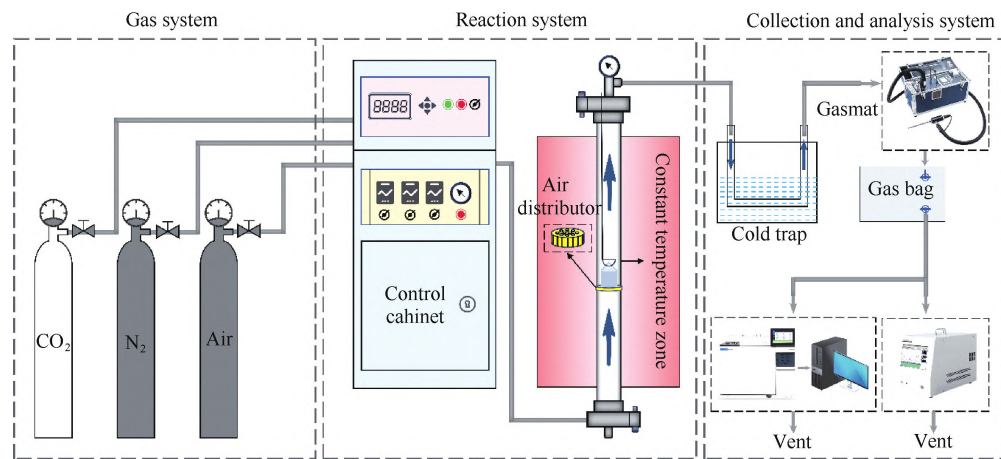 Gas system
Reaction system
Collection and analysis system
8888
Gasmat
Air
distributor
Constant temperature zone
Gas bag
Cold trap
Control
cahinet
CO₂
N₂
Air
Vent
Vent